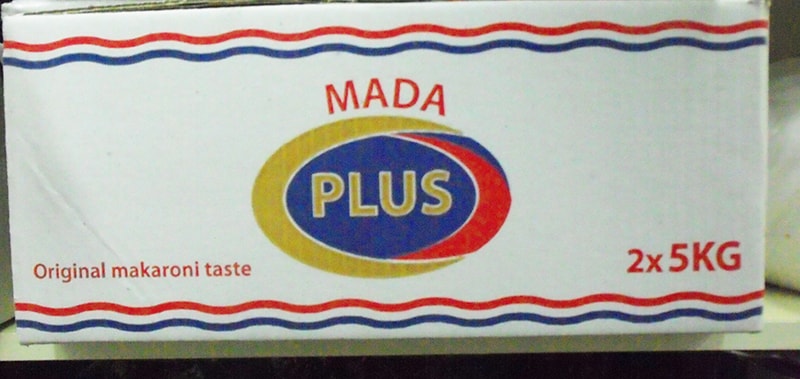 MADA
PLUS
Original makaroni taste
2x5KG